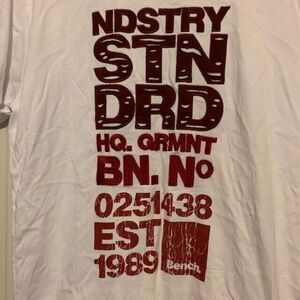 NDSTRY
STN
DRD
HQ. GRMNT
BN. No
0251438
EST
1989 Bench.